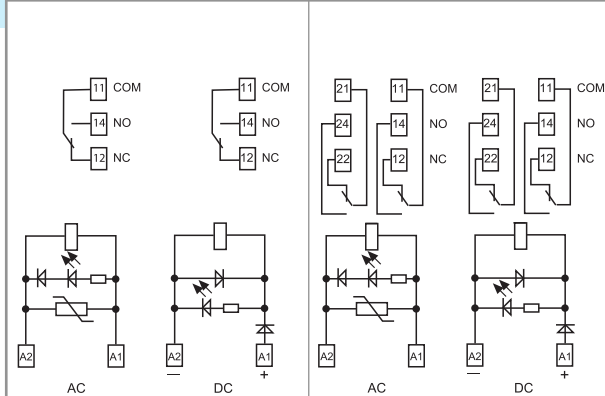 11 COM 11 COM 21 11 COM 21 11 COM
14 NO 14 NO 24 14 NO 24 14 NO
12 NC 12 NC 22 12 NC 22 12 NC
A2 A1 A2 A1 A2 A1 A2 A1
— + — +
AC DC AC DC